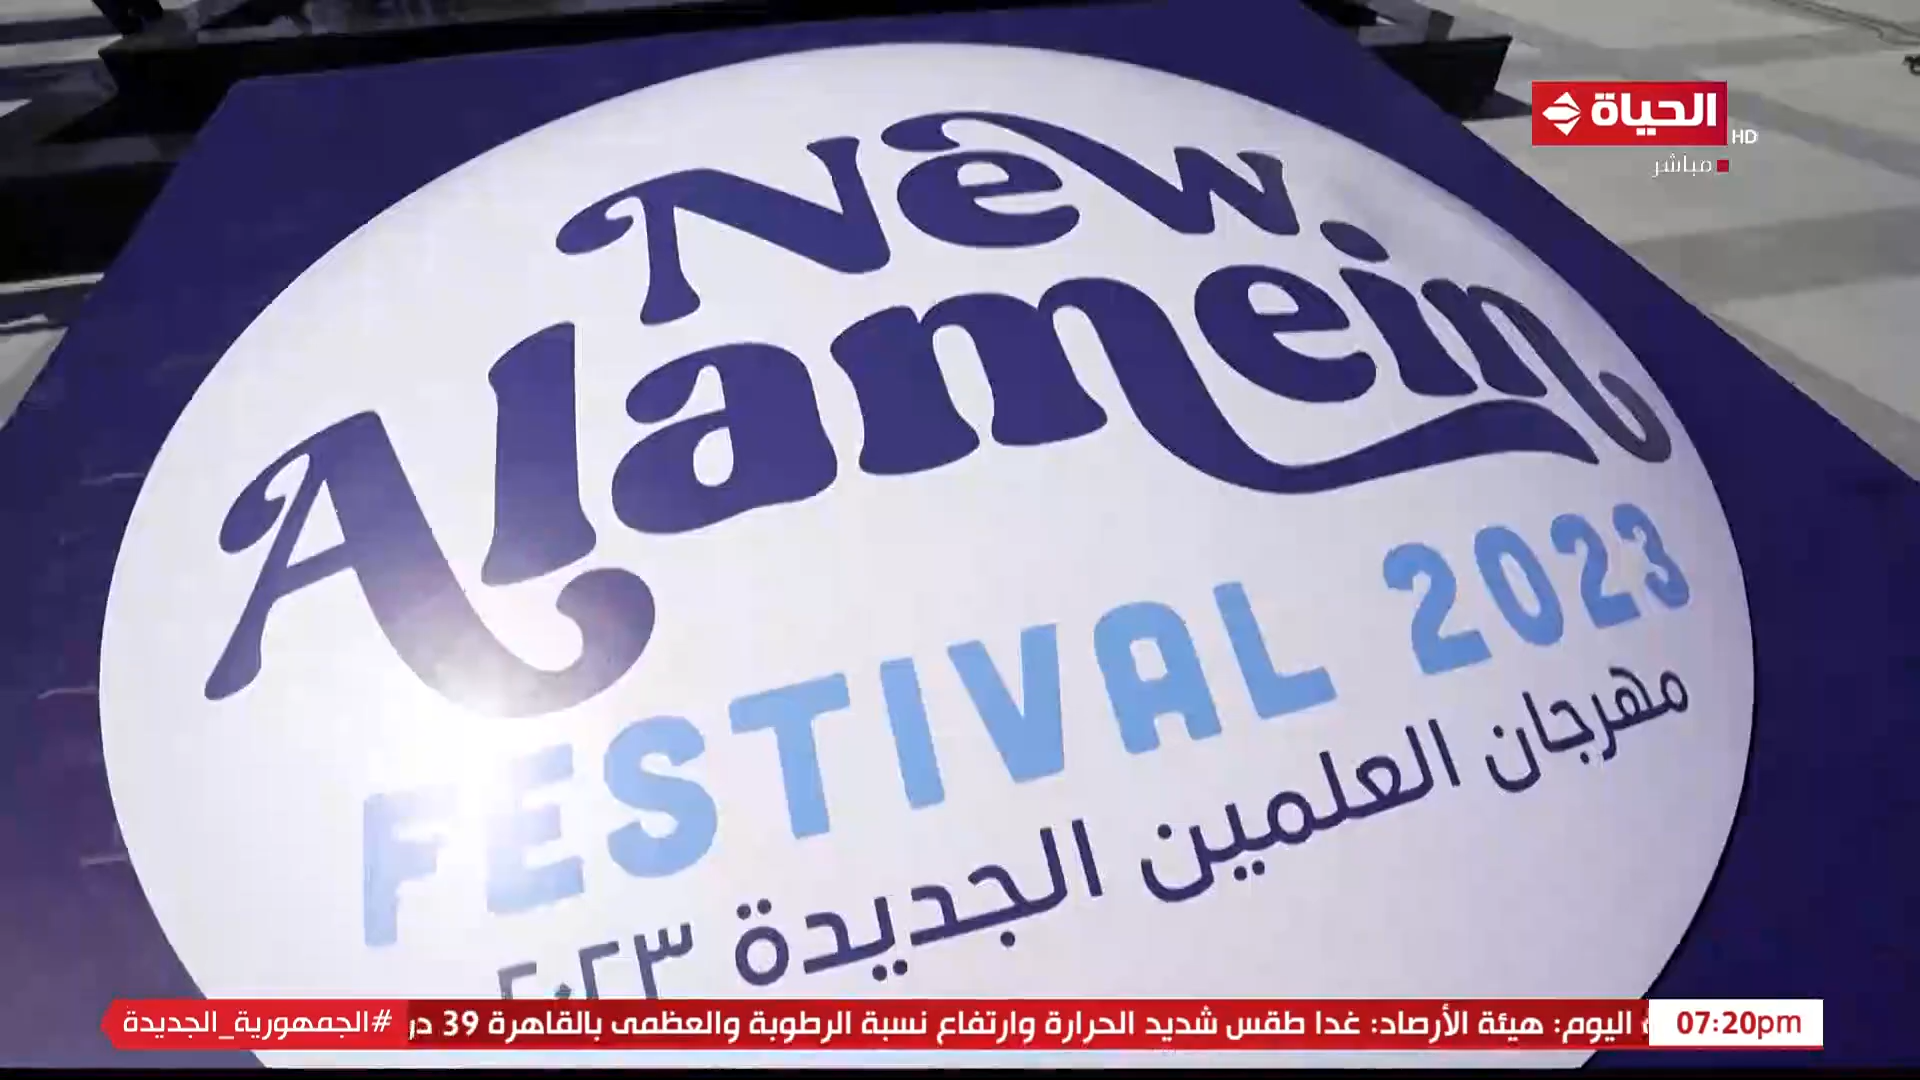 الحياة
HD
مباشر
New
Alamein
FESTIVAL 2023
مهرجان العلمين الجديدة ٢٠٢٣
07:20pm
اليوم: هيئة الأرصاد: غدا طقس شديد الحرارة وارتفاع نسبة الرطوبة والعظمى بالقاهرة 39
#الجمهورية_الجديدة